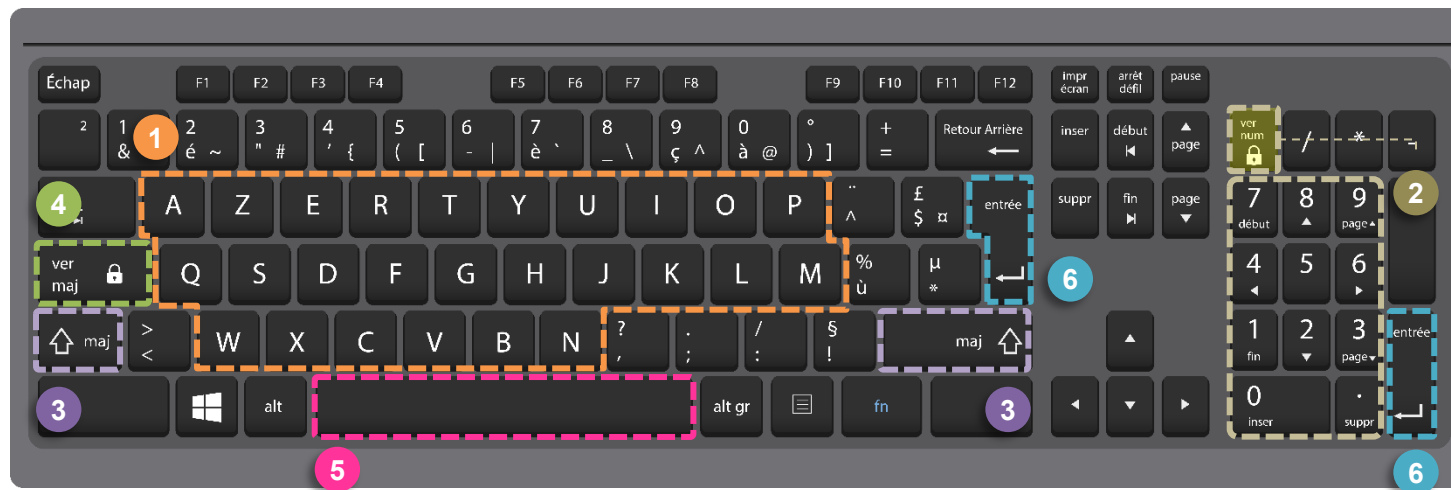 Échap F1 F2 F3 F4 F5 F6 F7 F8 F9 F10 F11 F12 impr écran arrêt défil pause
2 1 & 1 2 é ~ 3 " # 4 ' { 5 ( [ 6 - | 7 è ` 8 _ \ 9 ç ^ 0 à @ ° ) ] + = Retour Arrière inser début page ver num / * -
4 A Z E R T Y U I O P ¨ ^ £ $ ¤ entrée suppr fin page 7 début 8 9 page 2
ver maj Q S D F G H J K L M % ù µ * 6 4 5 6
maj > < W X C V B N ? , . ; / : § ! maj 1 fin 2 3 page entrée
3 alt alt gr fn 3 0 inser . suppr
5 6